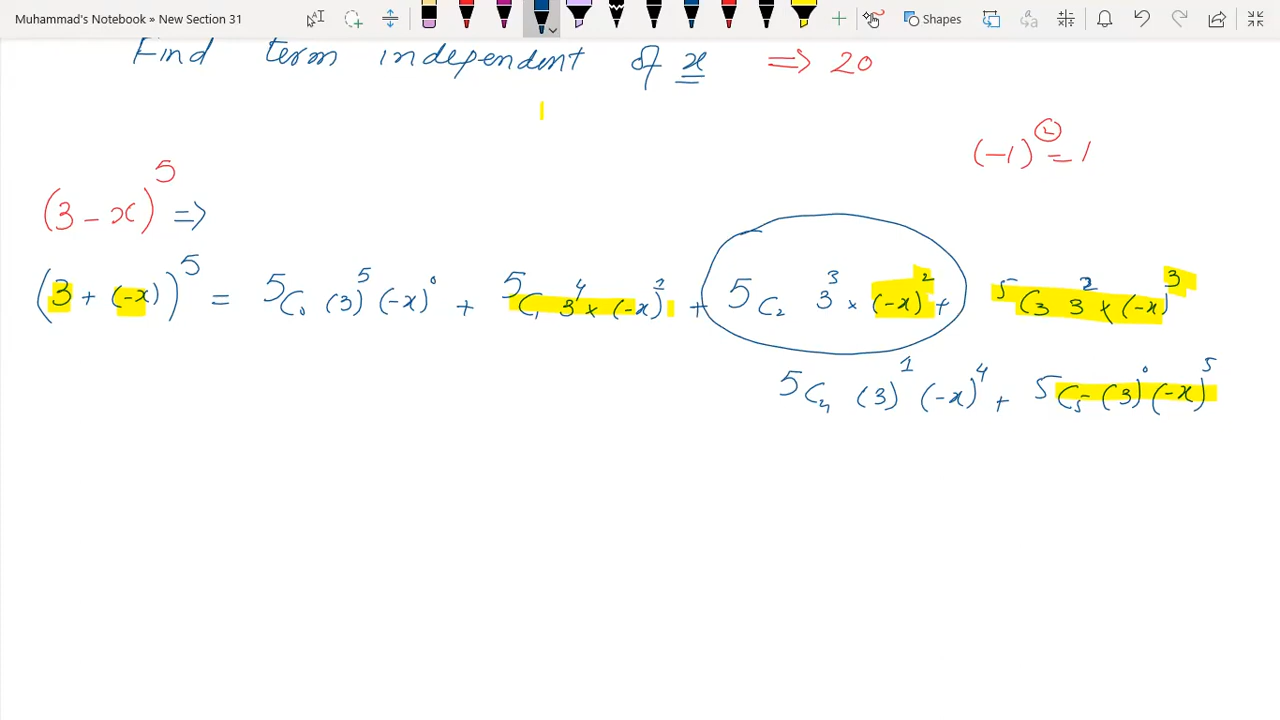 Muhammad's Notebook » New Section 31
Shapes
Find term independent of x => 20
(-1)² = 1
(3 - x)⁵ =>
(3 + (-x))⁵ = 5C₀ (3)⁵ (-x)⁰ + 5C₁ 3⁴ × (-x)¹ + 5C₂ 3³ × (-x)² + 5C₃ 3² × (-x)³
5C₄ (3)¹ (-x)⁴ + 5C₅ (3)⁰ (-x)⁵